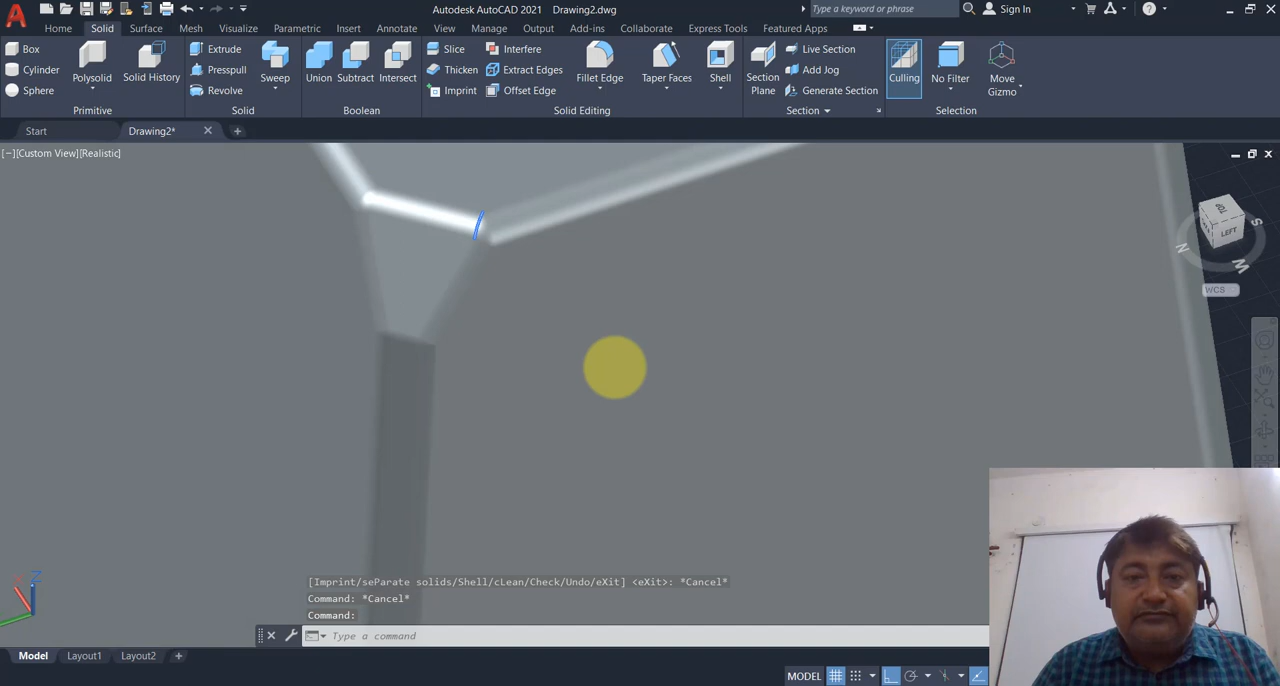 Autodesk AutoCAD 2021 Drawing2.dwg
Type a keyword or phrase
Sign In
Home Solid Surface Mesh Visualize Parametric Insert Annotate View Manage Output Add-ins Collaborate Express Tools Featured Apps
Box
Cylinder
Sphere
Polysolid
Solid History
Primitive
Extrude
Presspull
Revolve
Sweep
Solid
Union
Subtract
Intersect
Boolean
Slice
Thicken
Imprint
Interfere
Extract Edges
Offset Edge
Fillet Edge
Taper Faces
Shell
Solid Editing
Section
Plane
Live Section
Add Jog
Generate Section
Section
Culling
No Filter
Move
Gizmo
Selection
Start
Drawing2*
[−][Custom View][Realistic]
TOP
LEFT
S
N
W
WCS
Z
[Imprint/seParate solids/Shell/cLean/Check/Undo/eXit] <eXit>: *Cancel*
Command: *Cancel*
Command:
Type a command
Model Layout1 Layout2
MODEL